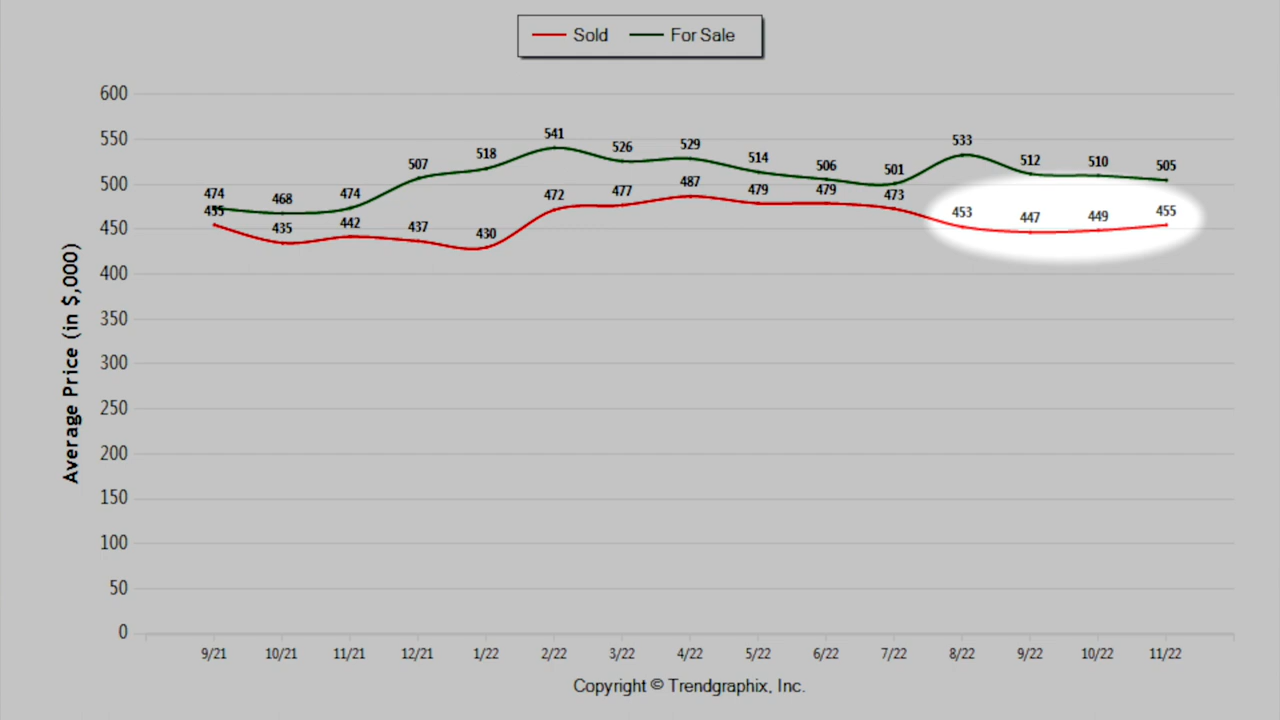 Sold For Sale
600
550
500
450
400
350
300
250
200
150
100
50
0
Average Price (in $,000)
474 468 474 507 518 541 526 529 514 506 501 533 512 510 505
455 435 442 437 430 472 477 487 479 479 473 453 447 449 455
9/21 10/21 11/21 12/21 1/22 2/22 3/22 4/22 5/22 6/22 7/22 8/22 9/22 10/22 11/22
Copyright © Trendgraphix, Inc.